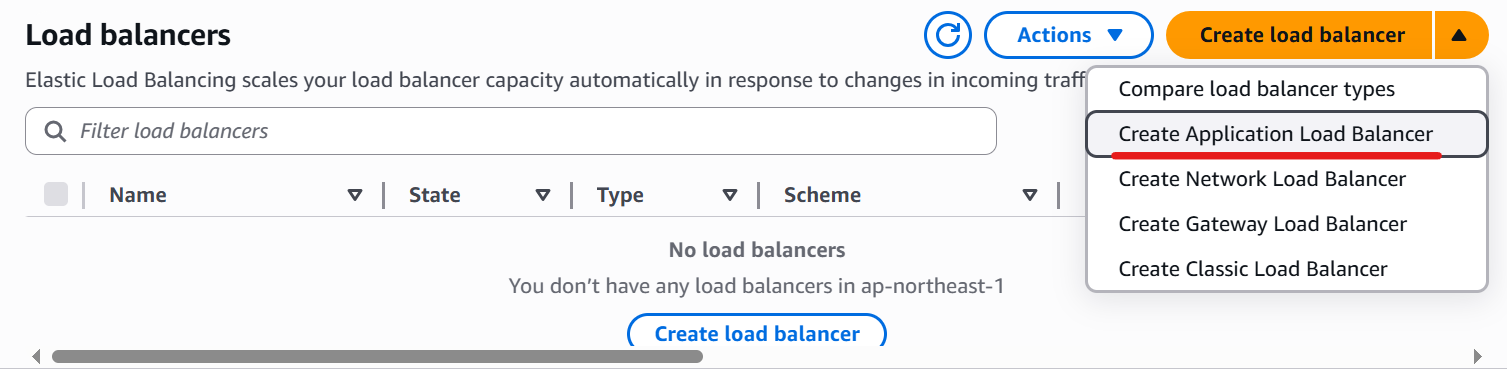 Load balancers
Actions
Create load balancer
Elastic Load Balancing scales your load balancer capacity automatically in response to changes in incoming traff
Compare load balancer types
Create Application Load Balancer
Create Network Load Balancer
Create Gateway Load Balancer
Create Classic Load Balancer
Filter load balancers
Name State Type Scheme
No load balancers
You don’t have any load balancers in ap-northeast-1
Create load balancer